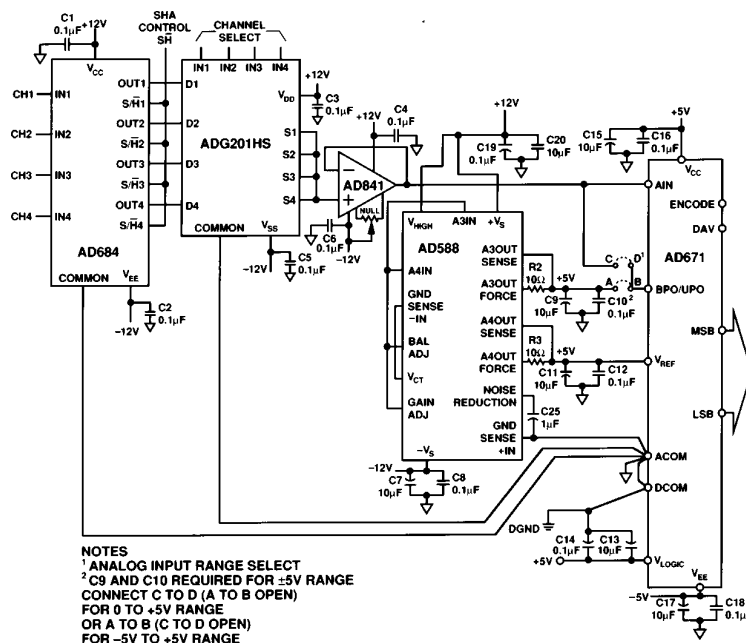 C1
0.1µF
+12V
VCC
SHA
CONTROL
S/H
CHANNEL
SELECT
IN1 IN2 IN3 IN4
IN1 IN2 IN3 IN4
CH1
IN1
CH2
IN2
CH3
IN3
CH4
IN4
OUT1
S/H1
OUT2
S/H2
OUT3
S/H3
OUT4
S/H4
AD684
COMMON
VEE
C2
0.1µF
–12V
D1
D2
D3
D4
ADG201HS
VDD
+12V
C3
0.1µF
S1
S2
S3
S4
COMMON
VSS
C5
0.1µF
–12V
+12V
C4
0.1µF
AD841
NULL
C6
0.1µF
–12V
+12V
C19
0.1µF
C20
10µF
VHIGH
A3IN
+VS
AD588
A4IN
GND
SENSE
–IN
BAL
ADJ
VCT
GAIN
ADJ
A3OUT
SENSE
A3OUT
FORCE
A4OUT
SENSE
A4OUT
FORCE
NOISE
REDUCTION
GND
SENSE
+IN
–VS
–12V
C7
10µF
C8
0.1µF
R2
10Ω
+5V
C9
10µF
C10 2
0.1µF
R3
10Ω
+5V
C11
10µF
C12
0.1µF
C25
1µF
C D1
A B
+5V
C15
10µF
C16
0.1µF
VCC
AIN
ENCODE
DAV
AD671
BPO/UPO
MSB
VREF
LSB
ACOM
DCOM
DGND
C14
0.1µF
C13
10µF
+5V
VLOGIC
VEE
–5V
C17
10µF
C18
0.1µ
NOTES
1 ANALOG INPUT RANGE SELECT
2 C9 AND C10 REQUIRED FOR ±5V RANGE
CONNECT C TO D (A TO B OPEN)
FOR 0 TO +5V RANGE
OR A TO B (C TO D OPEN)
FOR –5V TO +5V RANGE